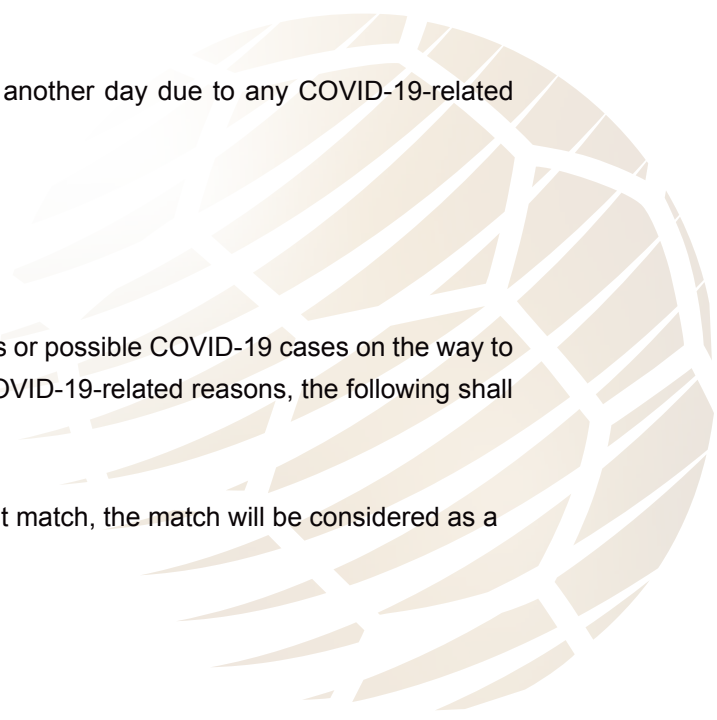 another day due to any COVID-19-related
s or possible COVID-19 cases on the way to
OVID-19-related reasons, the following shall
t match, the match will be considered as a